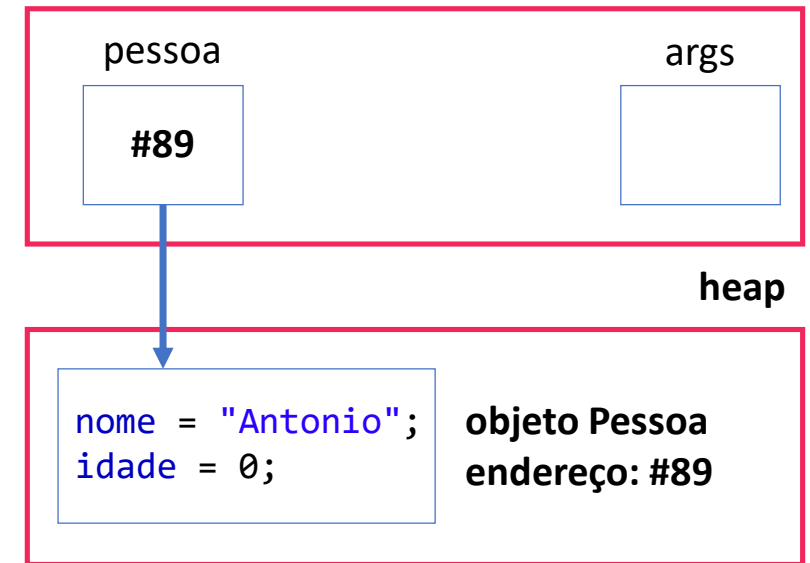 pessoa
args
#89
heap
nome = "Antonio";
idade = 0;
objeto Pessoa
endereço: #89